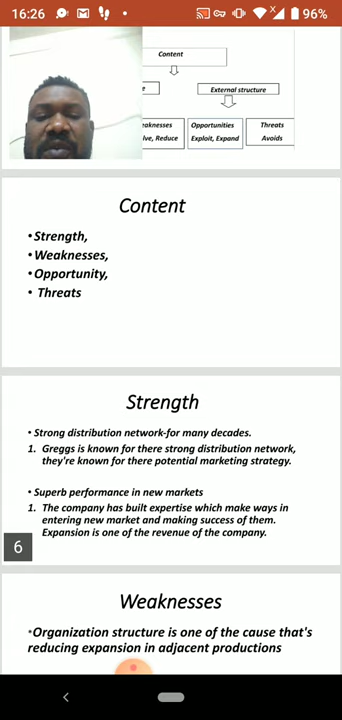 16:26
96%
Content
e
External structure
eaknesses
Opportunities
Threats
lve, Reduce
Exploit, Expand
Avoids
Content
•Strength,
•Weaknesses,
•Opportunity,
• Threats
Strength
• Strong distribution network-for many decades.
1. Greggs is known for there strong distribution network,
they're known for there potential marketing strategy.
• Superb performance in new markets
1. The company has built expertise which make ways in
entering new market and making success of them.
Expansion is one of the revenue of the company.
6
Weaknesses
•Organization structure is one of the cause that's
reducing expansion in adjacent productions